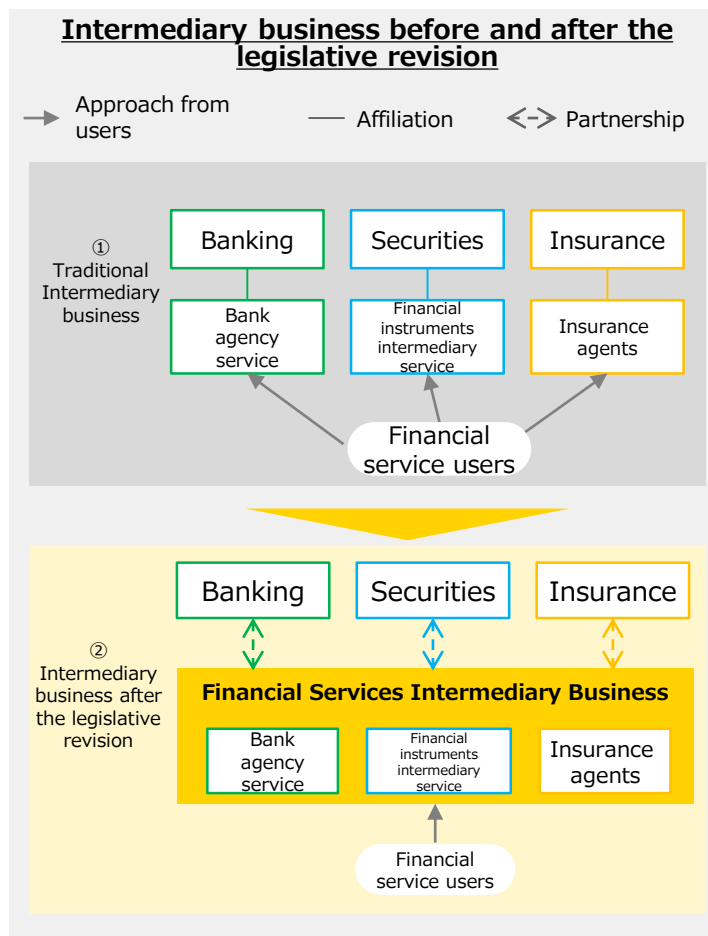 Intermediary business before and after the
legislative revision
Approach from
users
Affiliation
Partnership
①
Traditional
Intermediary
business
Banking
Securities
Insurance
Bank
agency
service
Financial
instruments
intermediary
service
Insurance
agents
Financial
service users
②
Intermediary
business after
the legislative
revision
Banking
Securities
Insurance
Financial Services Intermediary Business
Bank
agency
service
Financial
instruments
intermediary
service
Insurance
agents
Financial
service users